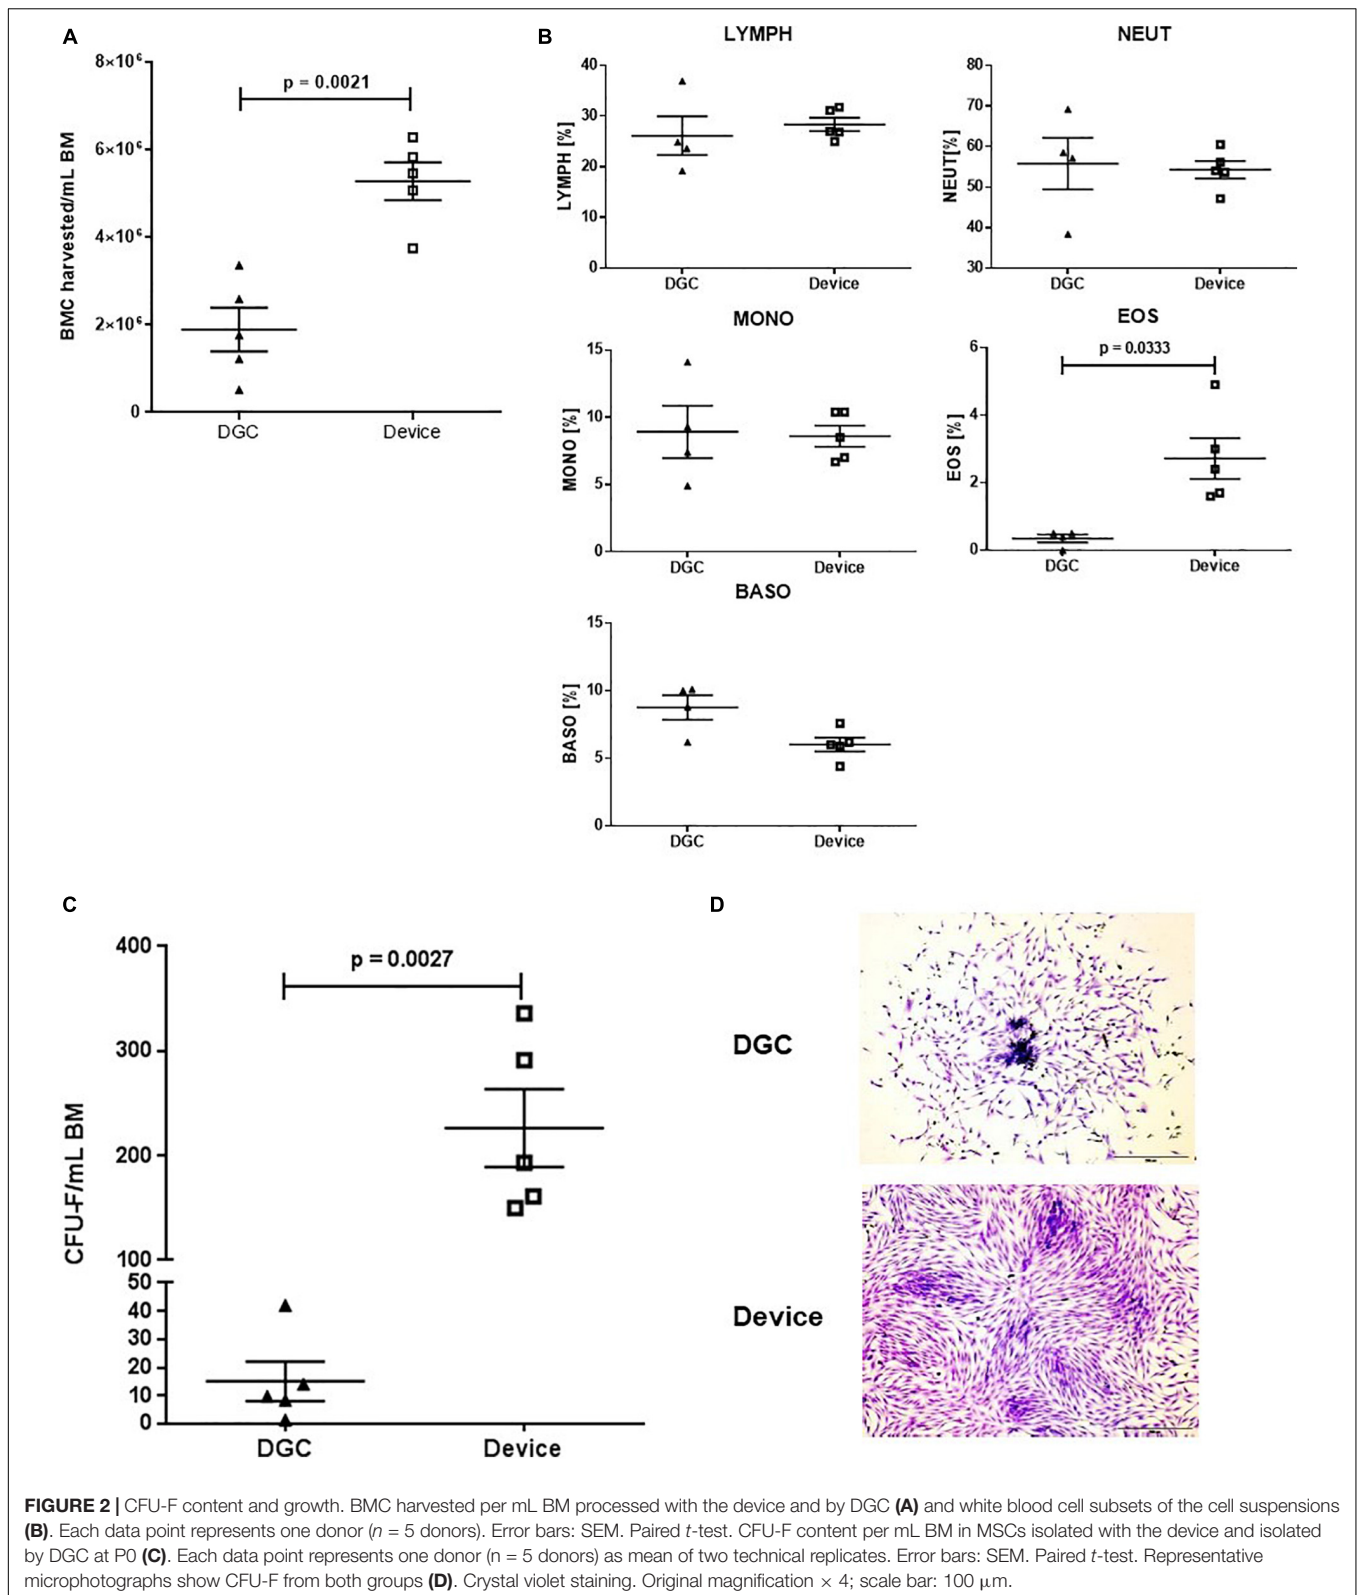 A
8×10⁶
6×10⁶
4×10⁶
2×10⁶
0
BMC harvested/mL BM
p = 0.0021
DGC
Device
B
LYMPH
40
30
20
10
0
LYMPH [%]
DGC
Device
NEUT
80
70
60
50
40
30
NEUT[%]
DGC
Device
MONO
15
10
5
0
MONO [%]
DGC
Device
EOS
6
4
2
0
EOS [%]
p = 0.0333
DGC
Device
BASO
15
10
5
0
BASO [%]
DGC
Device
C
400
300
200
100
50
40
30
20
10
0
CFU-F/mL BM
p = 0.0027
DGC
Device
D
DGC
Device
FIGURE 2 | CFU-F content and growth. BMC harvested per mL BM processed with the device and by DGC (A) and white blood cell subsets of the cell suspensions
(B). Each data point represents one donor (n = 5 donors). Error bars: SEM. Paired t-test. CFU-F content per mL BM in MSCs isolated with the device and isolated
by DGC at P0 (C). Each data point represents one donor (n = 5 donors) as mean of two technical replicates. Error bars: SEM. Paired t-test. Representative
microphotographs show CFU-F from both groups (D). Crystal violet staining. Original magnification × 4; scale bar: 100 μm.